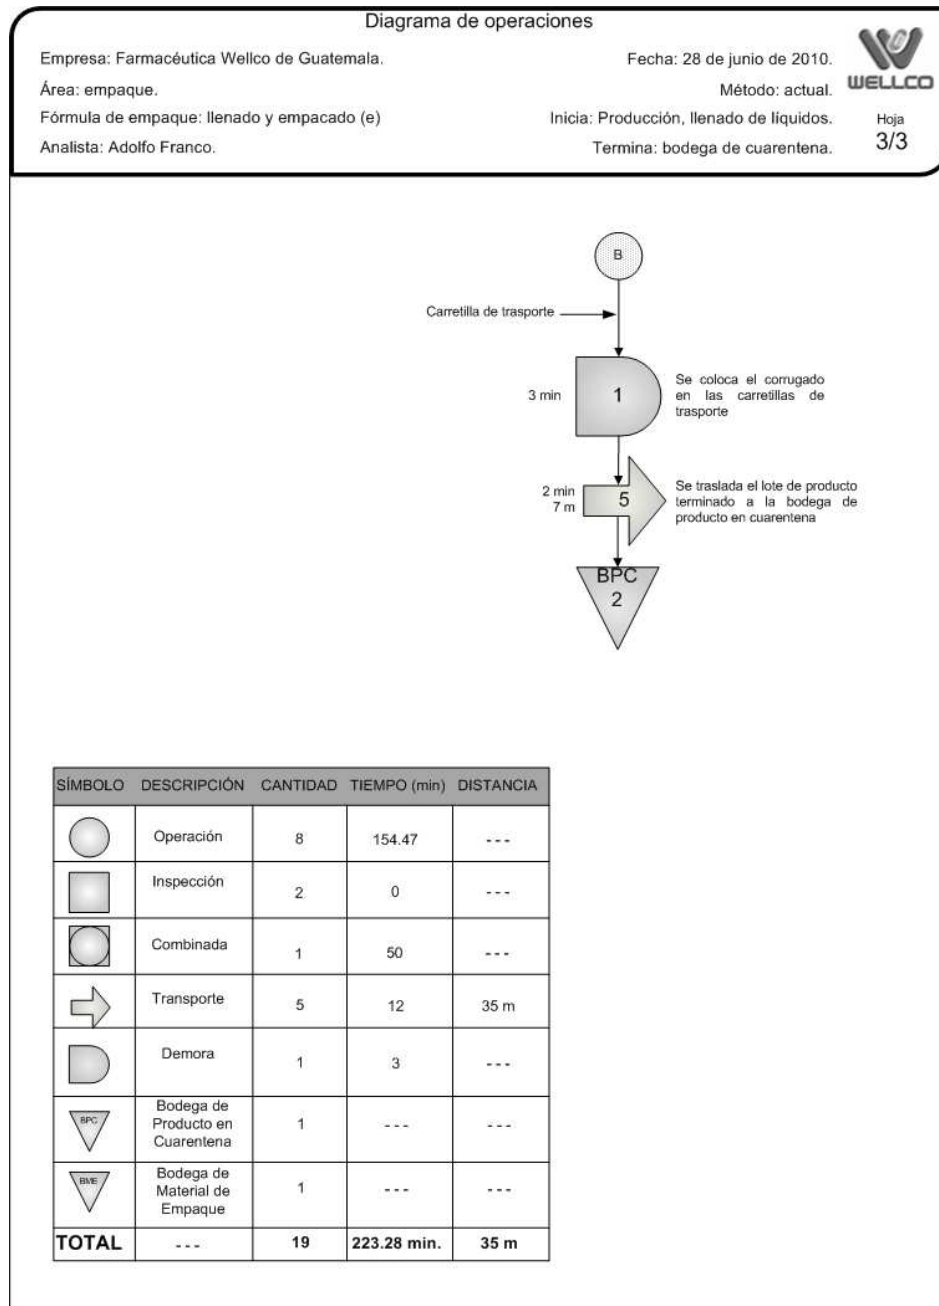 Diagrama de operaciones
Empresa: Farmacéutica Wellco de Guatemala.
Fecha: 28 de junio de 2010.
WELLCO
Área: empaque.
Método: actual.
Fórmula de empaque: llenado y empacado (e)
Inicia: Producción, llenado de líquidos.
Hoja
3/3
Analista: Adolfo Franco.
Termina: bodega de cuarentena.
B
Carretilla de trasporte
3 min
1
Se coloca el corrugado
en las carretillas de
trasporte
2 min
7 m
5
Se traslada el lote de producto
terminado a la bodega de
producto en cuarentena
BPC
2
SÍMBOLO DESCRIPCIÓN CANTIDAD TIEMPO (min) DISTANCIA
Operación 8 154.47 ---
Inspección 2 0 ---
Combinada 1 50 ---
Transporte 5 12 35 m
Demora 1 3 ---
BPC
Bodega de
Producto en
Cuarentena
1 --- ---
BME
Bodega de
Material de
Empaque
1 --- ---
TOTAL --- 19 223.28 min. 35 m